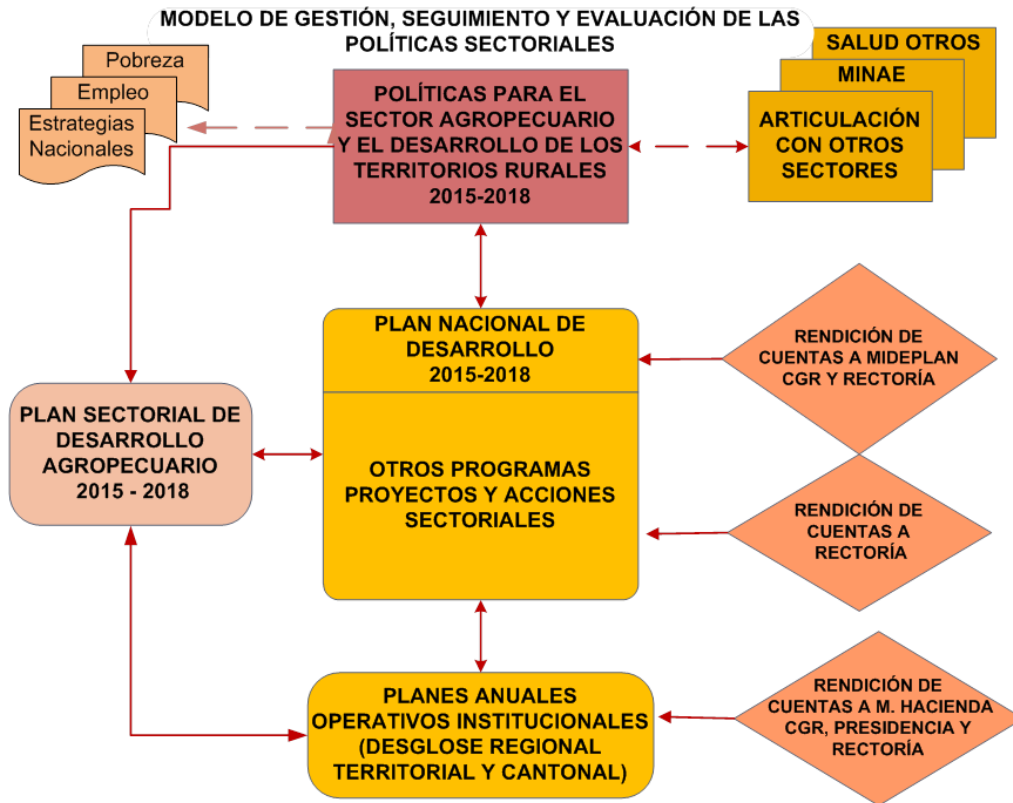 MODELO DE GESTIÓN, SEGUIMIENTO Y EVALUACIÓN DE LAS
POLÍTICAS SECTORIALES
Pobreza
Empleo
Estrategias
Nacionales
POLÍTICAS PARA EL
SECTOR AGROPECUARIO
Y EL DESARROLLO DE LOS
TERRITORIOS RURALES
2015-2018
SALUD OTROS
MINAE
ARTICULACIÓN
CON OTROS
SECTORES
PLAN NACIONAL DE
DESARROLLO
2015-2018
RENDICIÓN DE
CUENTAS A MIDEPLAN
CGR Y RECTORÍA
PLAN SECTORIAL DE
DESARROLLO
AGROPECUARIO
2015 - 2018
OTROS PROGRAMAS
PROYECTOS Y ACCIONES
SECTORIALES
RENDICIÓN DE
CUENTAS A
RECTORÍA
PLANES ANUALES
OPERATIVOS INSTITUCIONALES
(DESGLOSE REGIONAL
TERRITORIAL Y CANTONAL)
RENDICIÓN DE
CUENTAS A M. HACIENDA
CGR, PRESIDENCIA Y
RECTORÍA